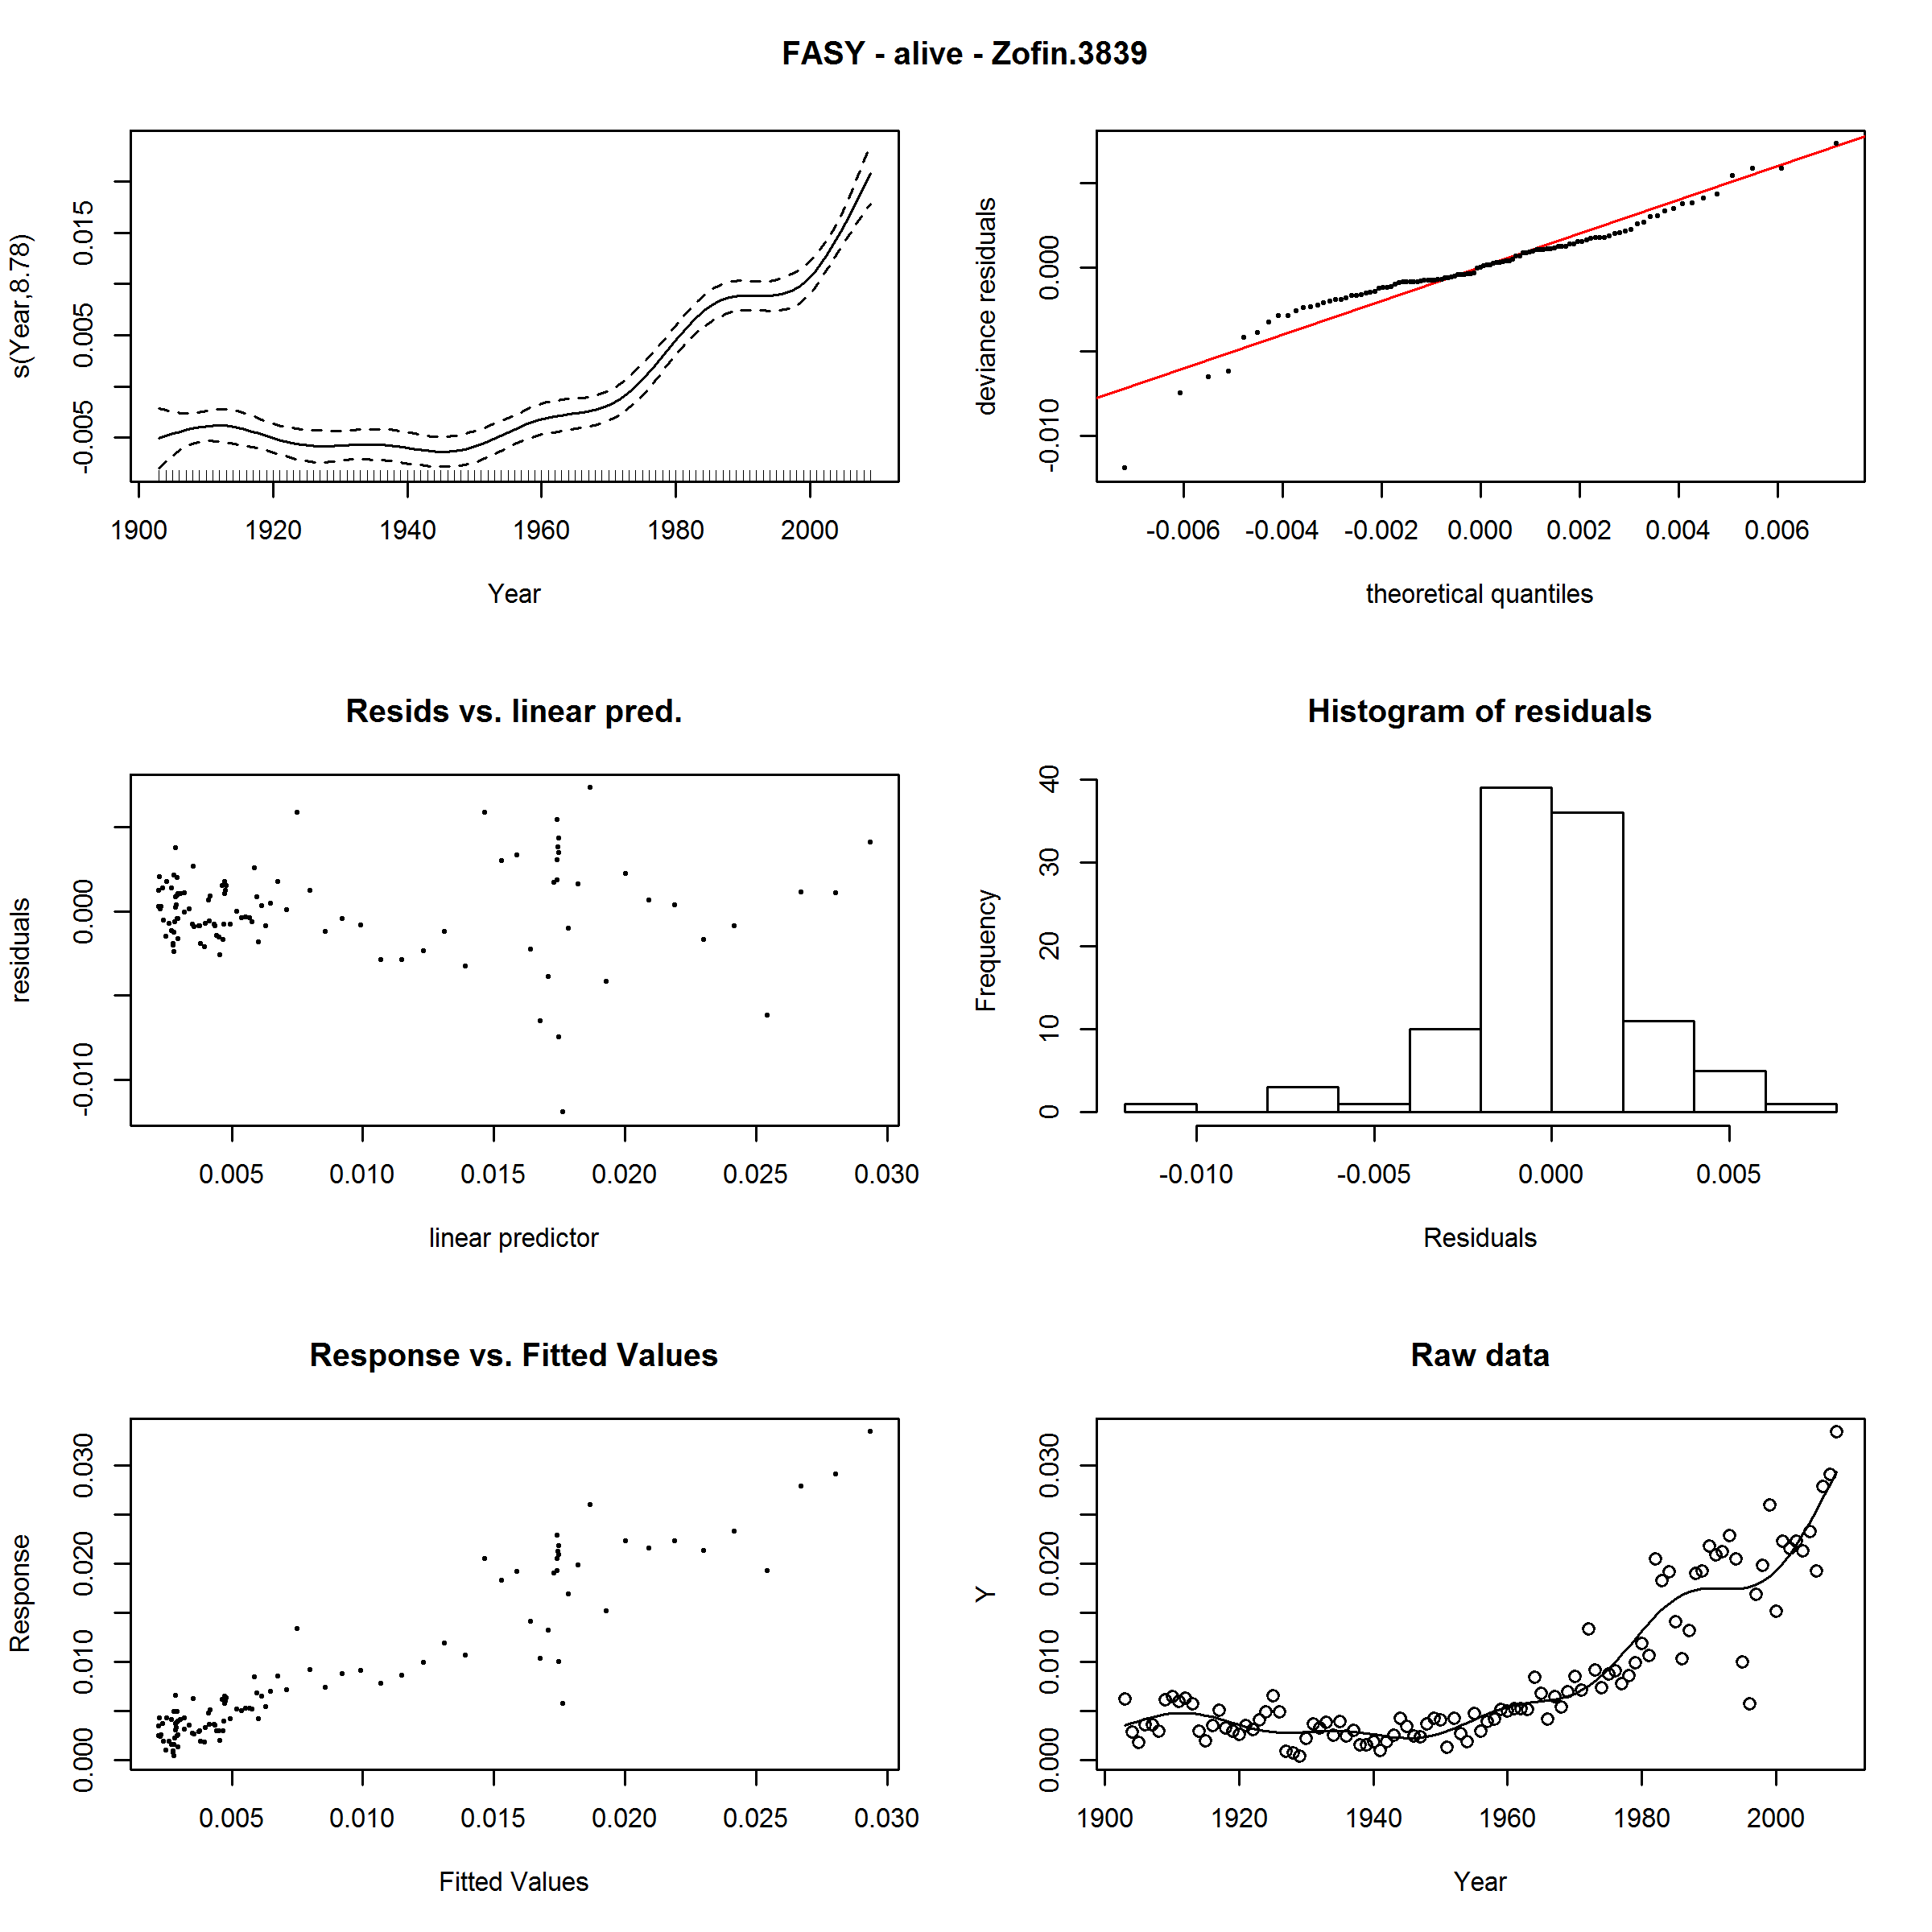 FASY - alive - Zofin.3839
s(Year,8.78)
-0.005 0.005 0.015
1900 1920 1940 1960 1980 2000
Year
deviance residuals
-0.010 0.000
-0.006 -0.004 -0.002 0.000 0.002 0.004 0.006
theoretical quantiles
Resids vs. linear pred.
residuals
-0.010 0.000
0.005 0.010 0.015 0.020 0.025 0.030
linear predictor
Histogram of residuals
Frequency
0 10 20 30 40
-0.010 -0.005 0.000 0.005
Residuals
Response vs. Fitted Values
Response
0.000 0.010 0.020 0.030
0.005 0.010 0.015 0.020 0.025 0.030
Fitted Values
Raw data
Y
0.000 0.010 0.020 0.030
1900 1920 1940 1960 1980 2000
Year